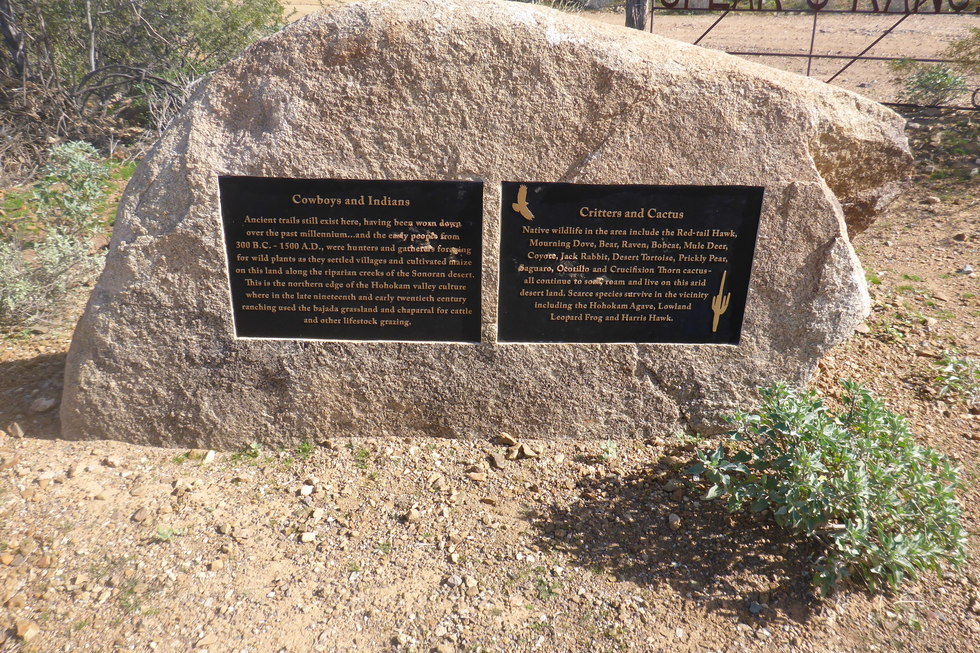 Cowboys and Indians
Ancient trails still exist here, having been worn down
over the past millennium...and the early people from
300 B.C. - 1500 A.D., were hunters and gatherers foraging
for wild plants as they settled villages and cultivated maize
on this land along the riparian creeks of the Sonoran desert.
This is the northern edge of the Hohokam valley culture
where in the late nineteenth and early twentieth century
ranching used the bajada grassland and chaparral for cattle
and other lifestock grazing.
Critters and Cactus
Native wildlife in the area include the Red-tail Hawk,
Mourning Dove, Bear, Raven, Bobcat, Mule Deer,
Coyote, Jack Rabbit, Desert Tortoise, Prickly Pear,
Saguaro, Ocotillo and Crucifixion Thorn cactus-
all continue to soar, roam and live on this arid
desert land. Scarce species survive in the vicinity
including the Hohokam Agave, Lowland
Leopard Frog and Harris Hawk.